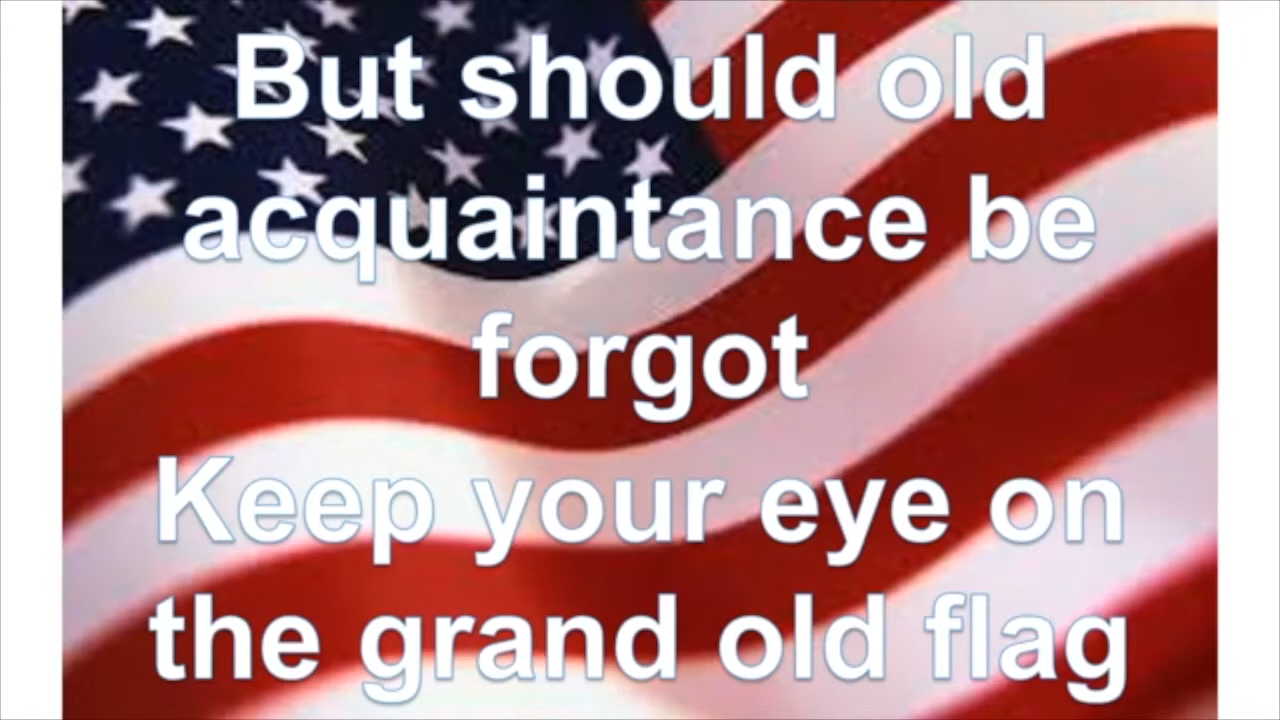 But should old
acquaintance be
forgot
Keep your eye on
the grand old flag